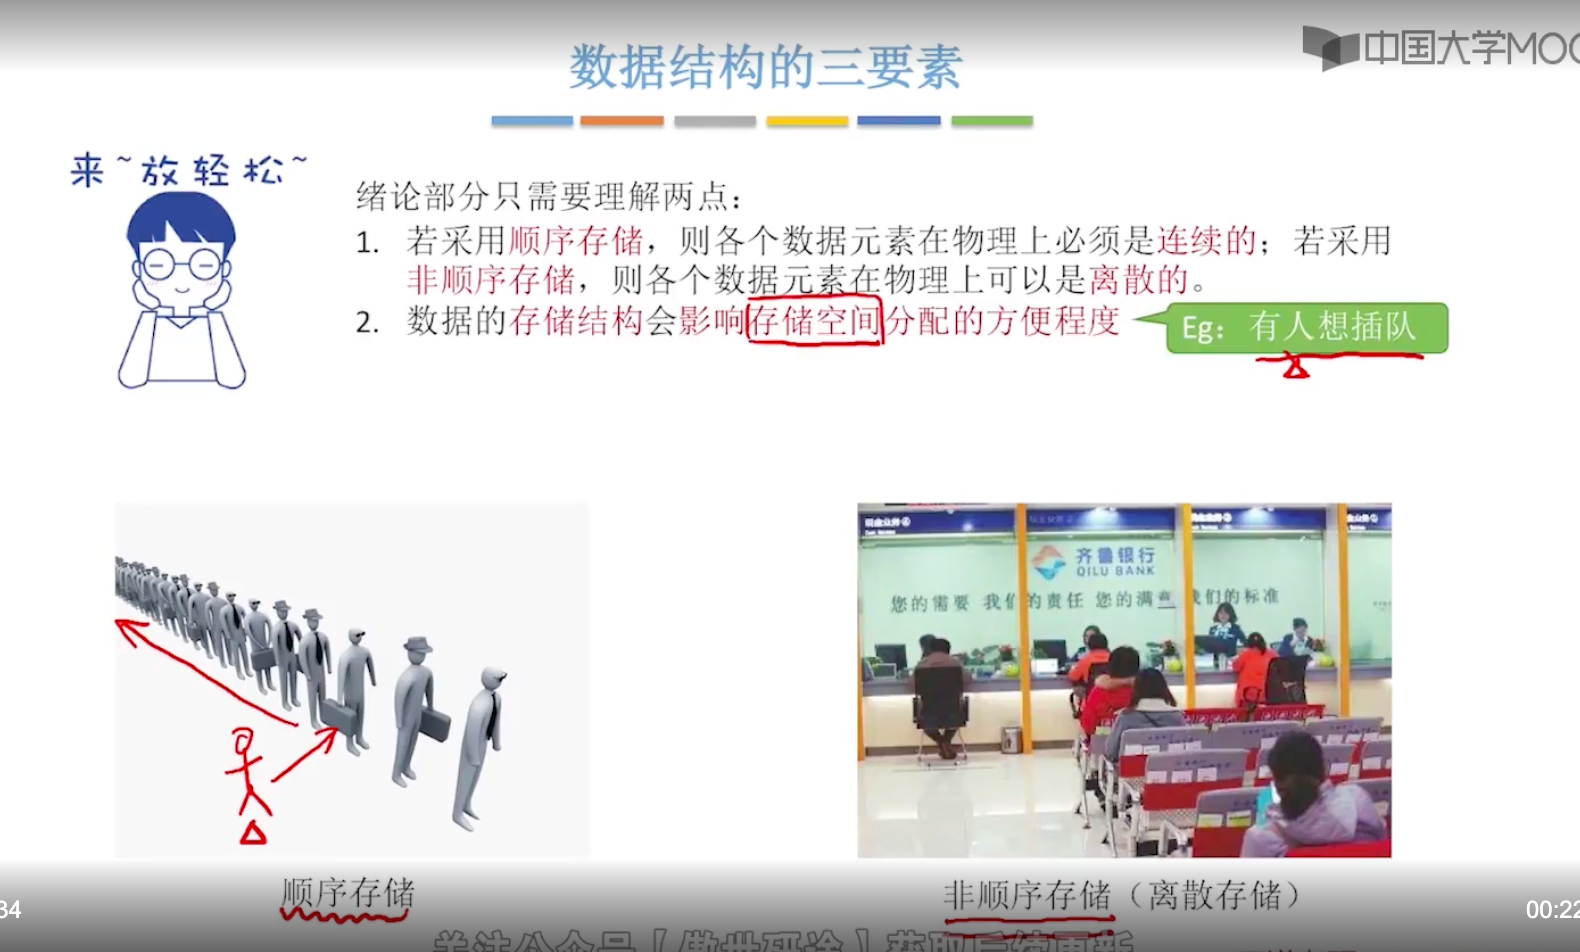 数据结构的三要素
中国大学MOO
来~放轻松~
绪论部分只需要理解两点：
1. 若采用顺序存储，则各个数据元素在物理上必须是连续的；若采用
非顺序存储，则各个数据元素在物理上可以是离散的。
2. 数据的存储结构会影响存储空间分配的方便程度
Eg：有人想插队
齐鲁银行
QILU BANK
您的需要 我们的责任 您的满意 我们的标准
顺序存储
非顺序存储（离散存储）
34
00:22